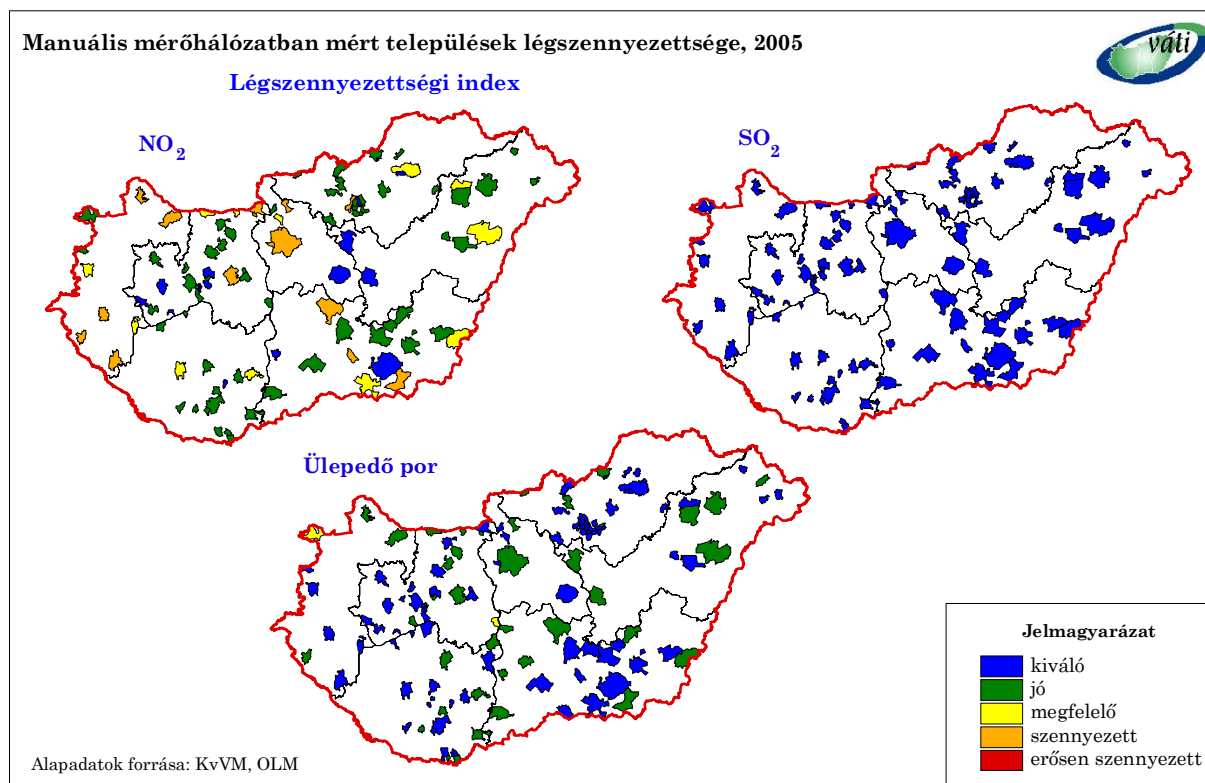 Manuális mérőhálózatban mért települések légszennyezettsége, 2005
váti
Légszennyezettségi index
NO2
SO2
Ülepedő por
Jelmagyarázat
kiváló
jó
megfelelő
szennyezett
erősen szennyezett
Alapadatok forrása: KvVM, OLM